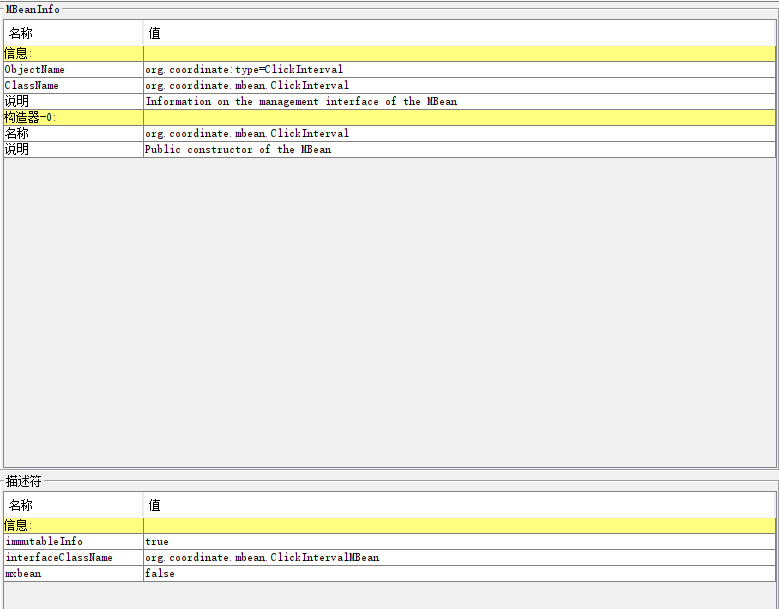 MBeanInfo
名称 值
信息:
ObjectName org.coordinate:type=ClickInterval
ClassName org.coordinate.mbean.ClickInterval
说明 Information on the management interface of the MBean
构造器-0:
名称 org.coordinate.mbean.ClickInterval
说明 Public constructor of the MBean
描述符
名称 值
信息:
immutableInfo true
interfaceClassName org.coordinate.mbean.ClickIntervalMBean
mxbean false